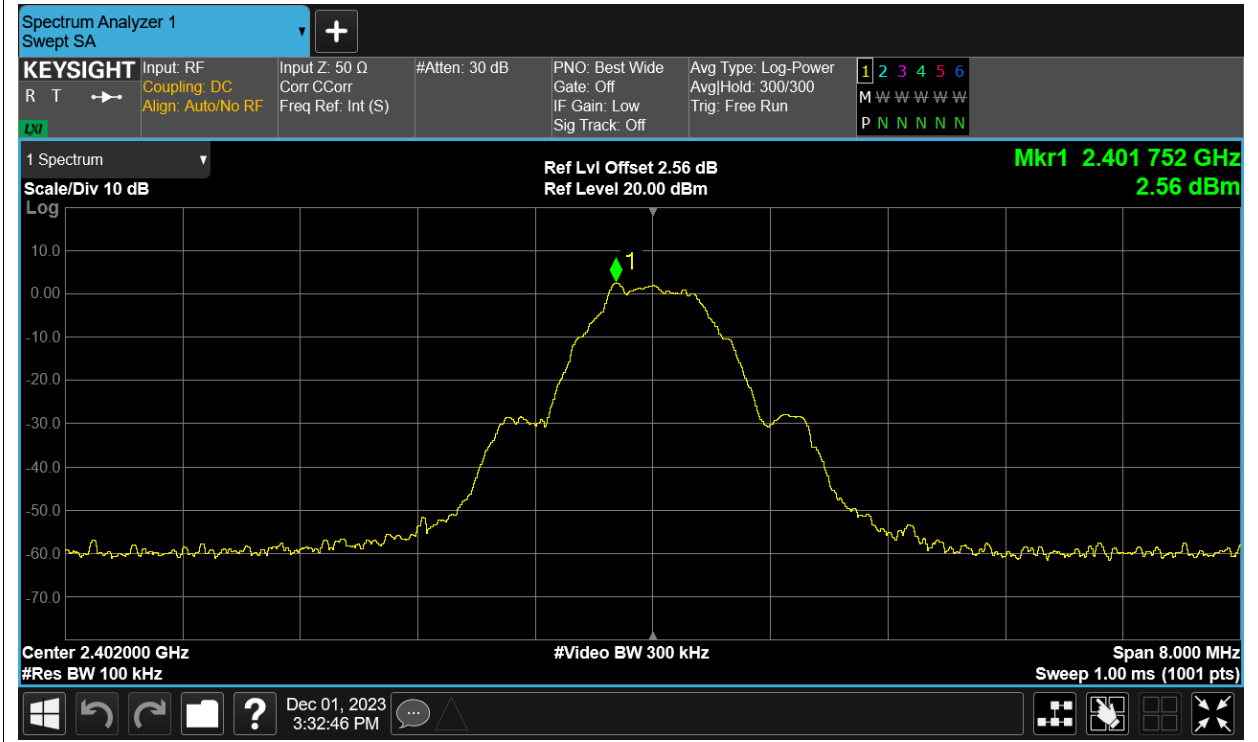 Spectrum Analyzer 1
Swept SA
KEYSIGHT
R T
LXI
Input: RF
Coupling: DC
Align: Auto/No RF
Input Z: 50 Ω
Corr CCorr
Freq Ref: Int (S)
#Atten: 30 dB
PNO: Best Wide
Gate: Off
IF Gain: Low
Sig Track: Off
Avg Type: Log-Power
Avg|Hold: 300/300
Trig: Free Run
1 2 3 4 5 6
M W W W W W W
P N N N N N N
1 Spectrum
Scale/Div 10 dB
Log
Ref Lvl Offset 2.56 dB
Ref Level 20.00 dBm
Mkr1 2.401 752 GHz
2.56 dBm
1
10.0
0.00
-10.0
-20.0
-30.0
-40.0
-50.0
-60.0
-70.0
Center 2.402000 GHz
#Video BW 300 kHz
Span 8.000 MHz
#Res BW 100 kHz
Sweep 1.00 ms (1001 pts)
Dec 01, 2023
3:32:46 PM